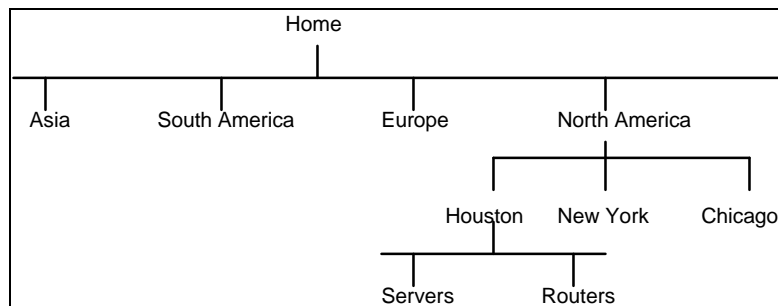 Home
Asia South America Europe North America
Houston New York Chicago
Servers Routers